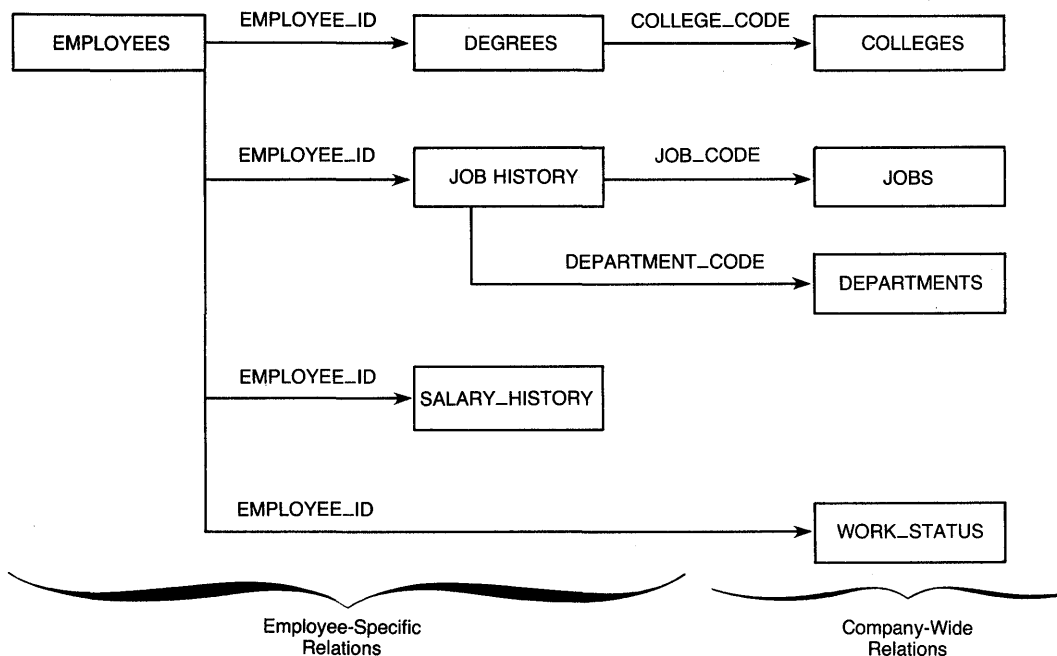 EMPLOYEES
EMPLOYEE_ID
DEGREES
COLLEGE_CODE
COLLEGES
EMPLOYEE_ID
JOB HISTORY
JOB_CODE
JOBS
DEPARTMENT_CODE
DEPARTMENTS
EMPLOYEE_ID
SALARY_HISTORY
EMPLOYEE_ID
WORK_STATUS
Employee-Specific
Relations
Company-Wide
Relations